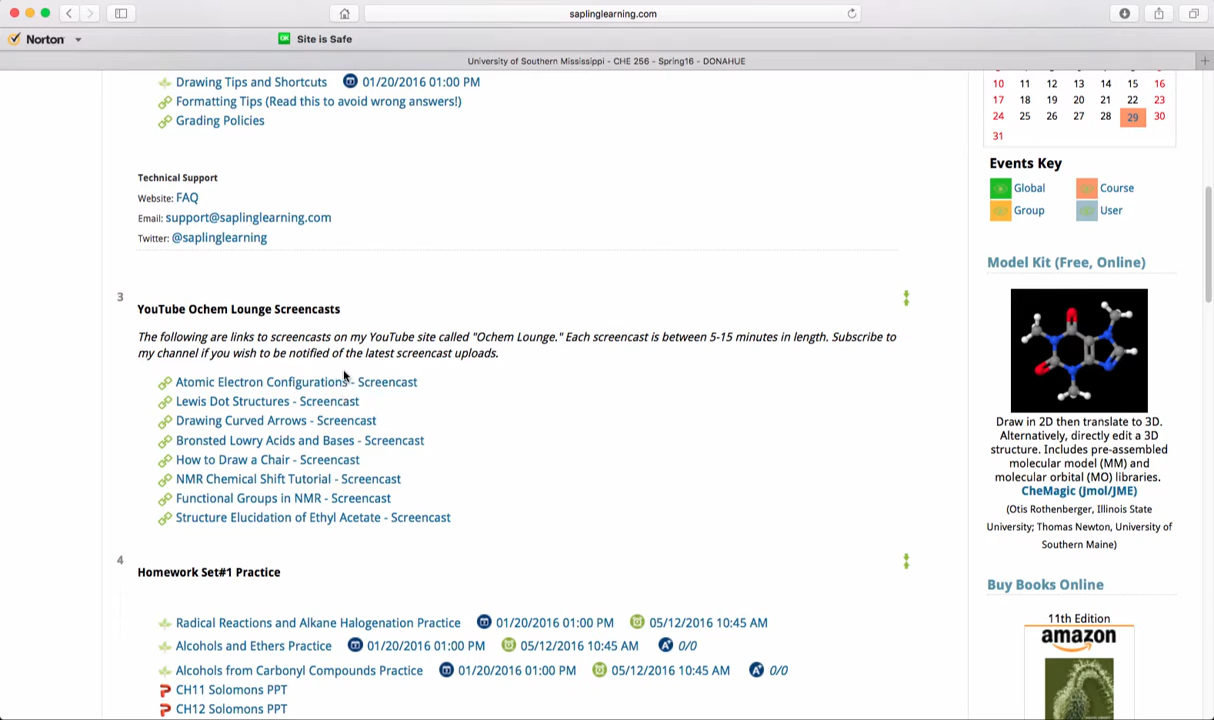 saplinglearning.com
Norton
OK
Site is Safe
University of Southern Mississippi - CHE 256 - Spring16 - DONAHUE
Drawing Tips and Shortcuts 01/20/2016 01:00 PM
Formatting Tips (Read this to avoid wrong answers!)
Grading Policies
Technical Support
Website: FAQ
Email: support@saplinglearning.com
Twitter: @saplinglearning
3
YouTube Ochem Lounge Screencasts
The following are links to screencasts on my YouTube site called "Ochem Lounge." Each screencast is between 5-15 minutes in length. Subscribe to
my channel if you wish to be notified of the latest screencast uploads.
Atomic Electron Configurations - Screencast
Lewis Dot Structures - Screencast
Drawing Curved Arrows - Screencast
Bronsted Lowry Acids and Bases - Screencast
How to Draw a Chair - Screencast
NMR Chemical Shift Tutorial - Screencast
Functional Groups in NMR - Screencast
Structure Elucidation of Ethyl Acetate - Screencast
4
Homework Set#1 Practice
Radical Reactions and Alkane Halogenation Practice 01/20/2016 01:00 PM 05/12/2016 10:45 AM
Alcohols and Ethers Practice 01/20/2016 01:00 PM 05/12/2016 10:45 AM 0/0
Alcohols from Carbonyl Compounds Practice 01/20/2016 01:00 PM 05/12/2016 10:45 AM 0/0
CH11 Solomons PPT
CH12 Solomons PPT
10 11 12 13 14 15 16
17 18 19 20 21 22 23
24 25 26 27 28 29 30
31
Events Key
Global Course
Group User
Model Kit (Free, Online)
Draw in 2D then translate to 3D.
Alternatively, directly edit a 3D
structure. Includes pre-assembled
molecular model (MM) and
molecular orbital (MO) libraries.
CheMagic (Jmol/JME)
(Otis Rothenberger, Illinois State
University; Thomas Newton, University of
Southern Maine)
Buy Books Online
11th Edition
amazon